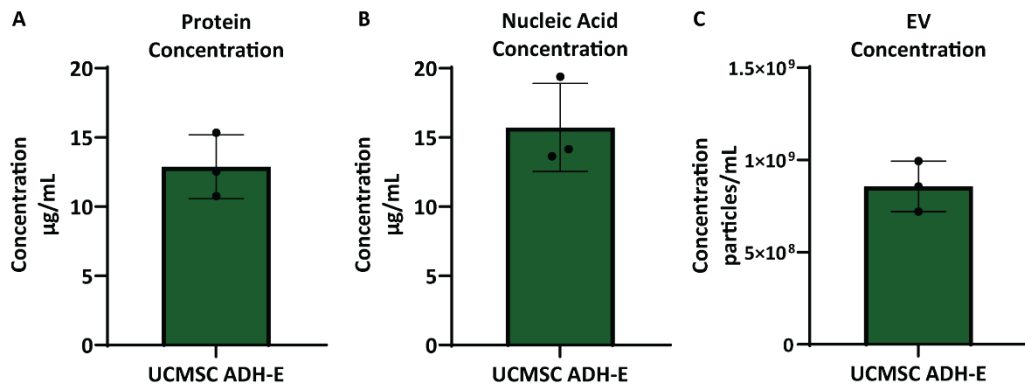 A
Protein
Concentration
Concentration
µg/mL
20
15
10
5
0
UCMSC ADH-E
B
Nucleic Acid
Concentration
Concentration
µg/mL
20
15
10
5
0
UCMSC ADH-E
C
EV
Concentration
Concentration
particles/mL
1.5×10⁹
1×10⁹
5×10⁸
0
UCMSC ADH-E